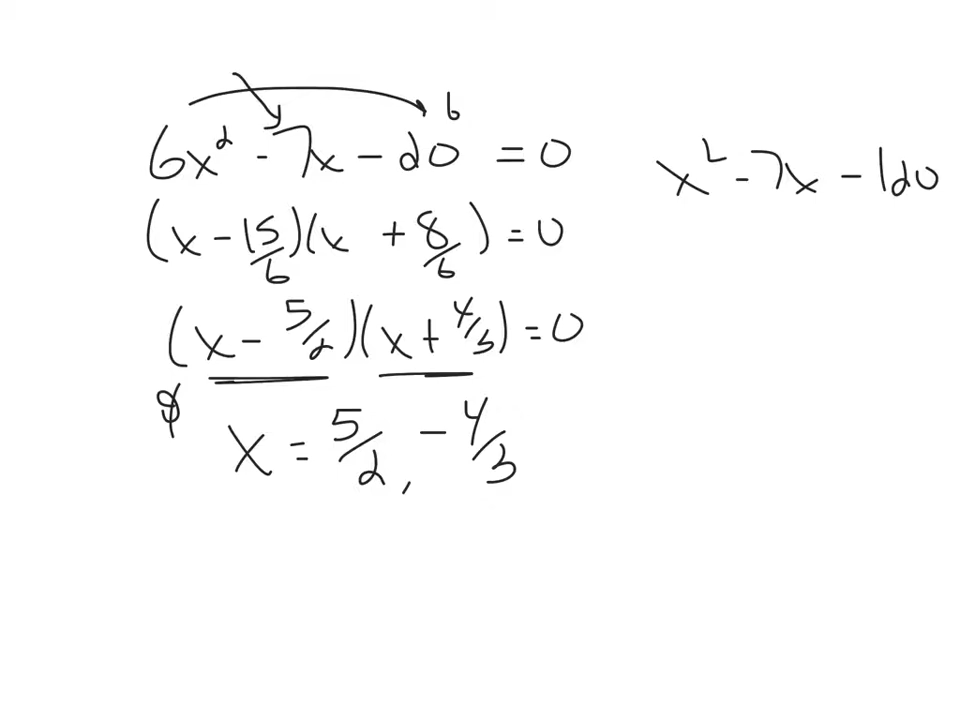 6
6x² - 7x - 20 = 0
x² - 7x - 120
(x - 15/6)(x + 8/6) = 0
(x - 5/2)(x + 4/3) = 0
x = 5/2, -4/3